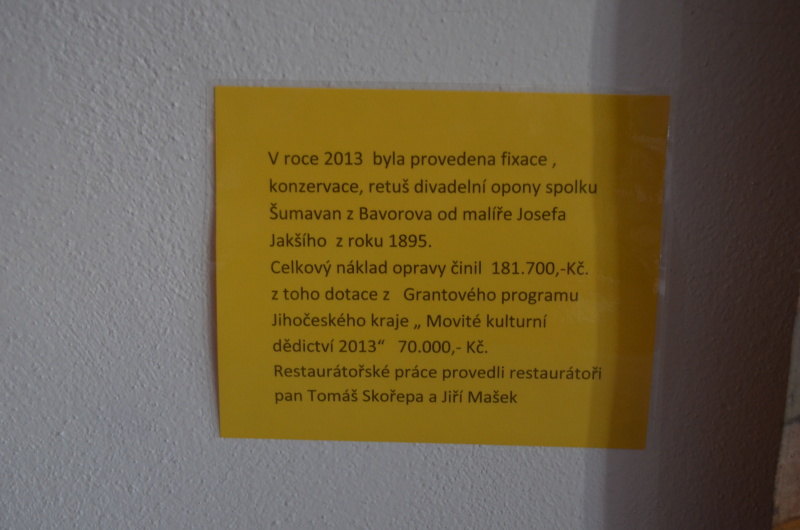 V roce 2013 byla provedena fixace ,
konzervace, retuš divadelní opony spolku
Šumavan z Bavorova od malíře Josefa
Jakšího z roku 1895.
Celkový náklad opravy činil 181.700,-Kč.
z toho dotace z Grantového programu
Jihočeského kraje „ Movité kulturní
dědictví 2013“ 70.000,- Kč.
Restaurátořské práce provedli restaurátoři
pan Tomáš Skořepa a Jiří Mašek